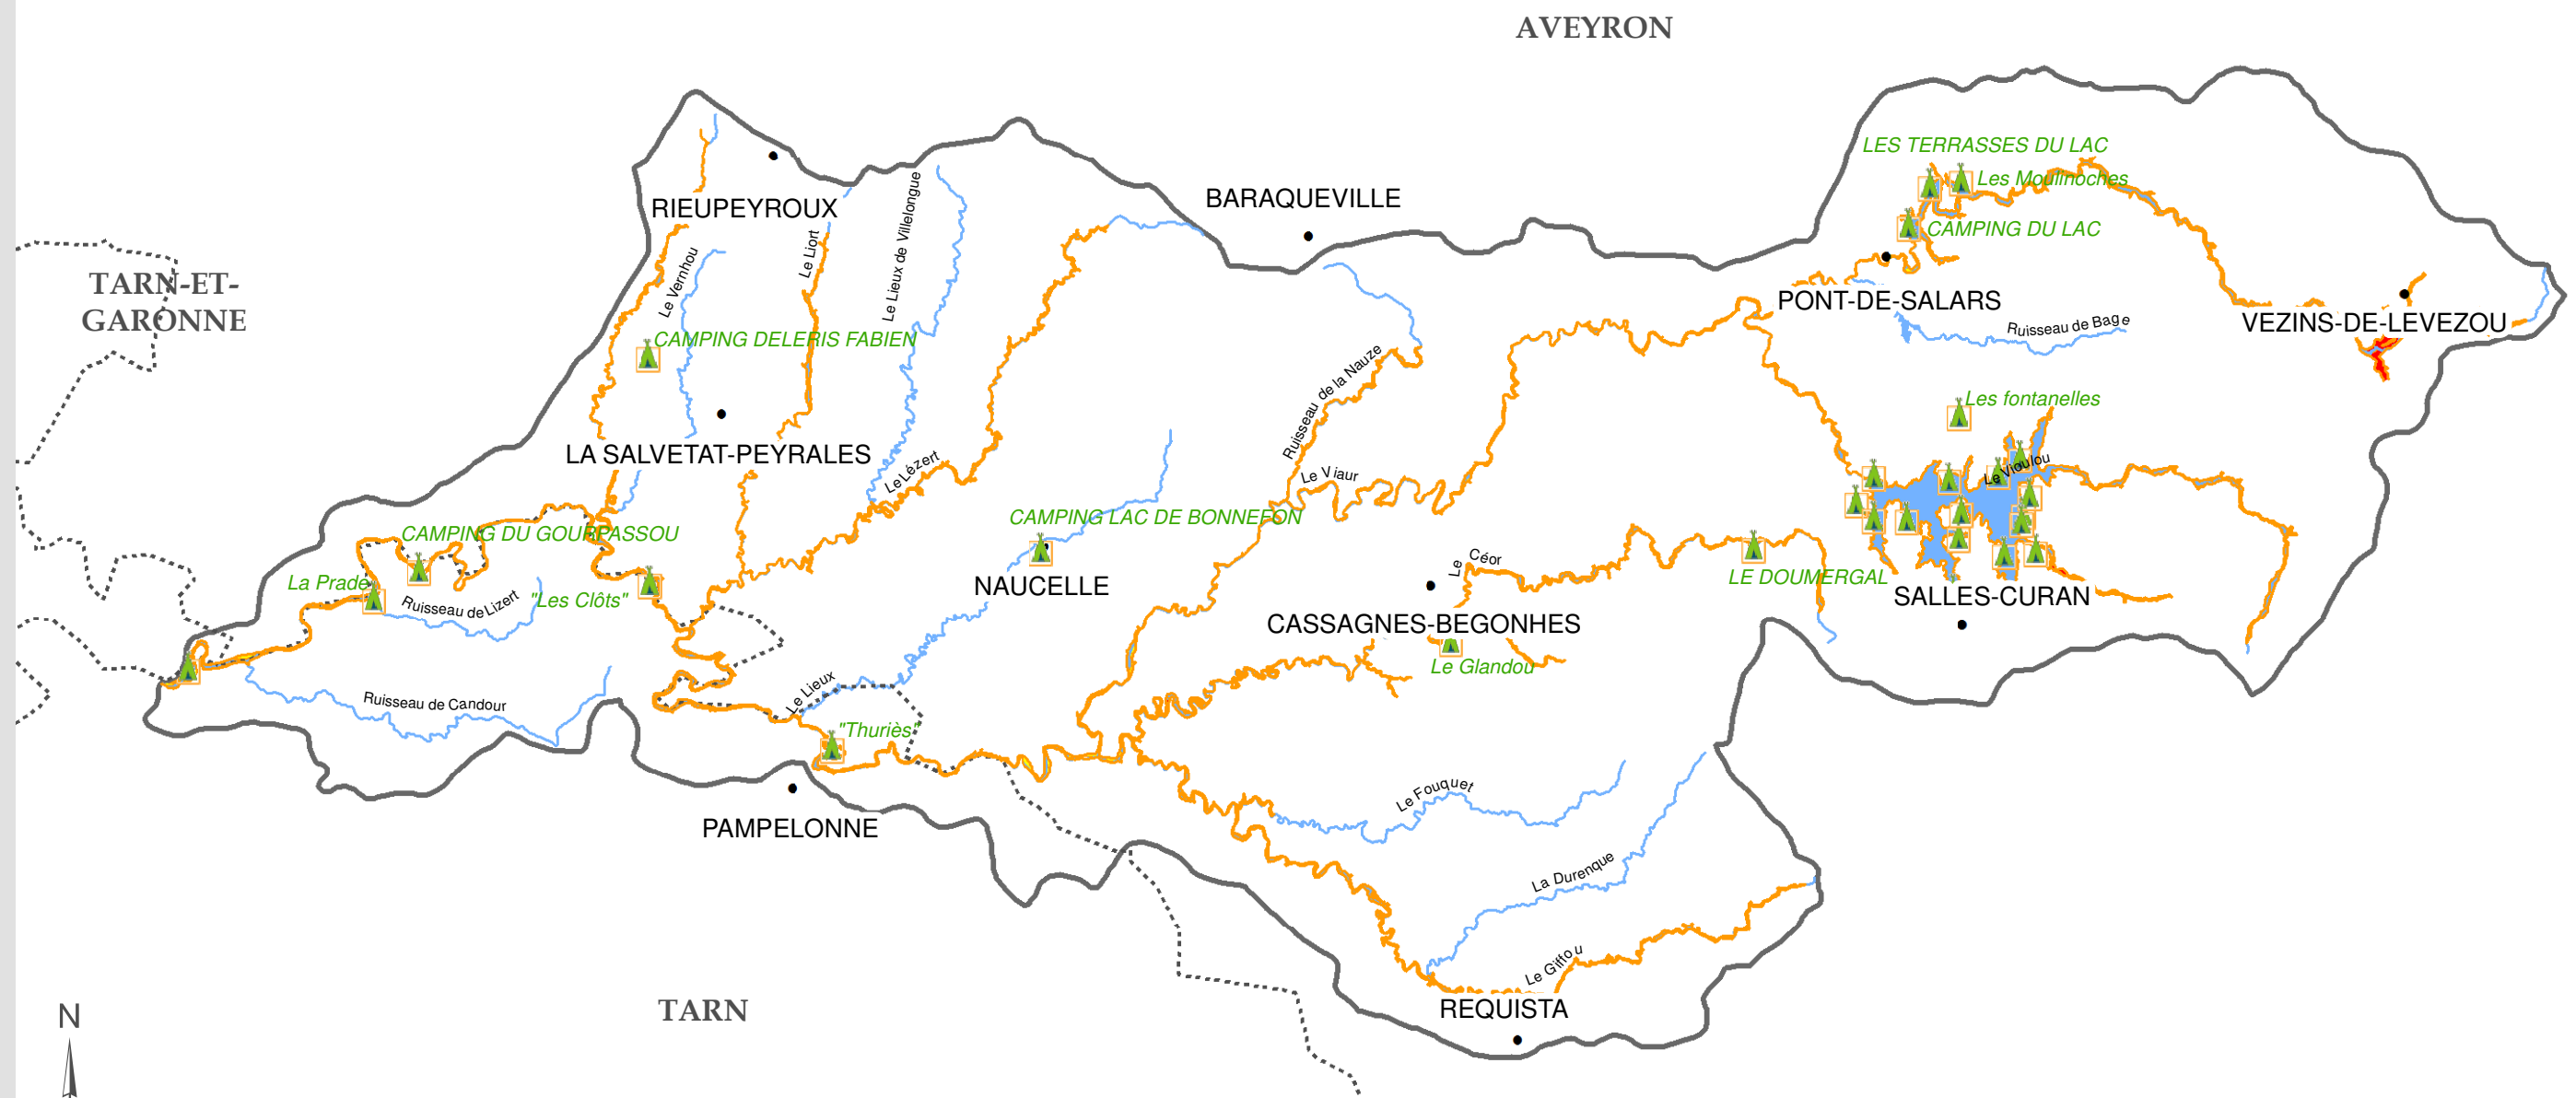 AVEYRON
LES TERRASSES DU LAC
Les Moulinoches
BARAQUEVILLE
RIEUPEYROUX
CAMPING DU LAC
Le Liort
Le Lieux de Villelongue
Le Vernhou
TARN-ET-
GARONNE
PONT-DE-SALARS
Ruisseau de Bage
VEZINS-DE-LEVEZOU
CAMPING DELERIS FABIEN
Ruisseau de la Nauze
Les fontanelles
LA SALVETAT-PEYRALES
Le Lézert
Le Viaur
Le Vioulou
CAMPING LAC DE BONNEFON
CAMPING DU GOURPASSOU
Le Céor
La Prade
NAUCELLE
LE DOUMERGAL
"Les Clôts"
Ruisseau de Lizert
SALLES-CURAN
CASSAGNES-BEGONHES
Le Glandou
Le Lieux
Ruisseau de Candour
"Thuriès"
Le Fouquet
PAMPELONNE
La Durenque
Le Giffou
REQUISTA
TARN
N